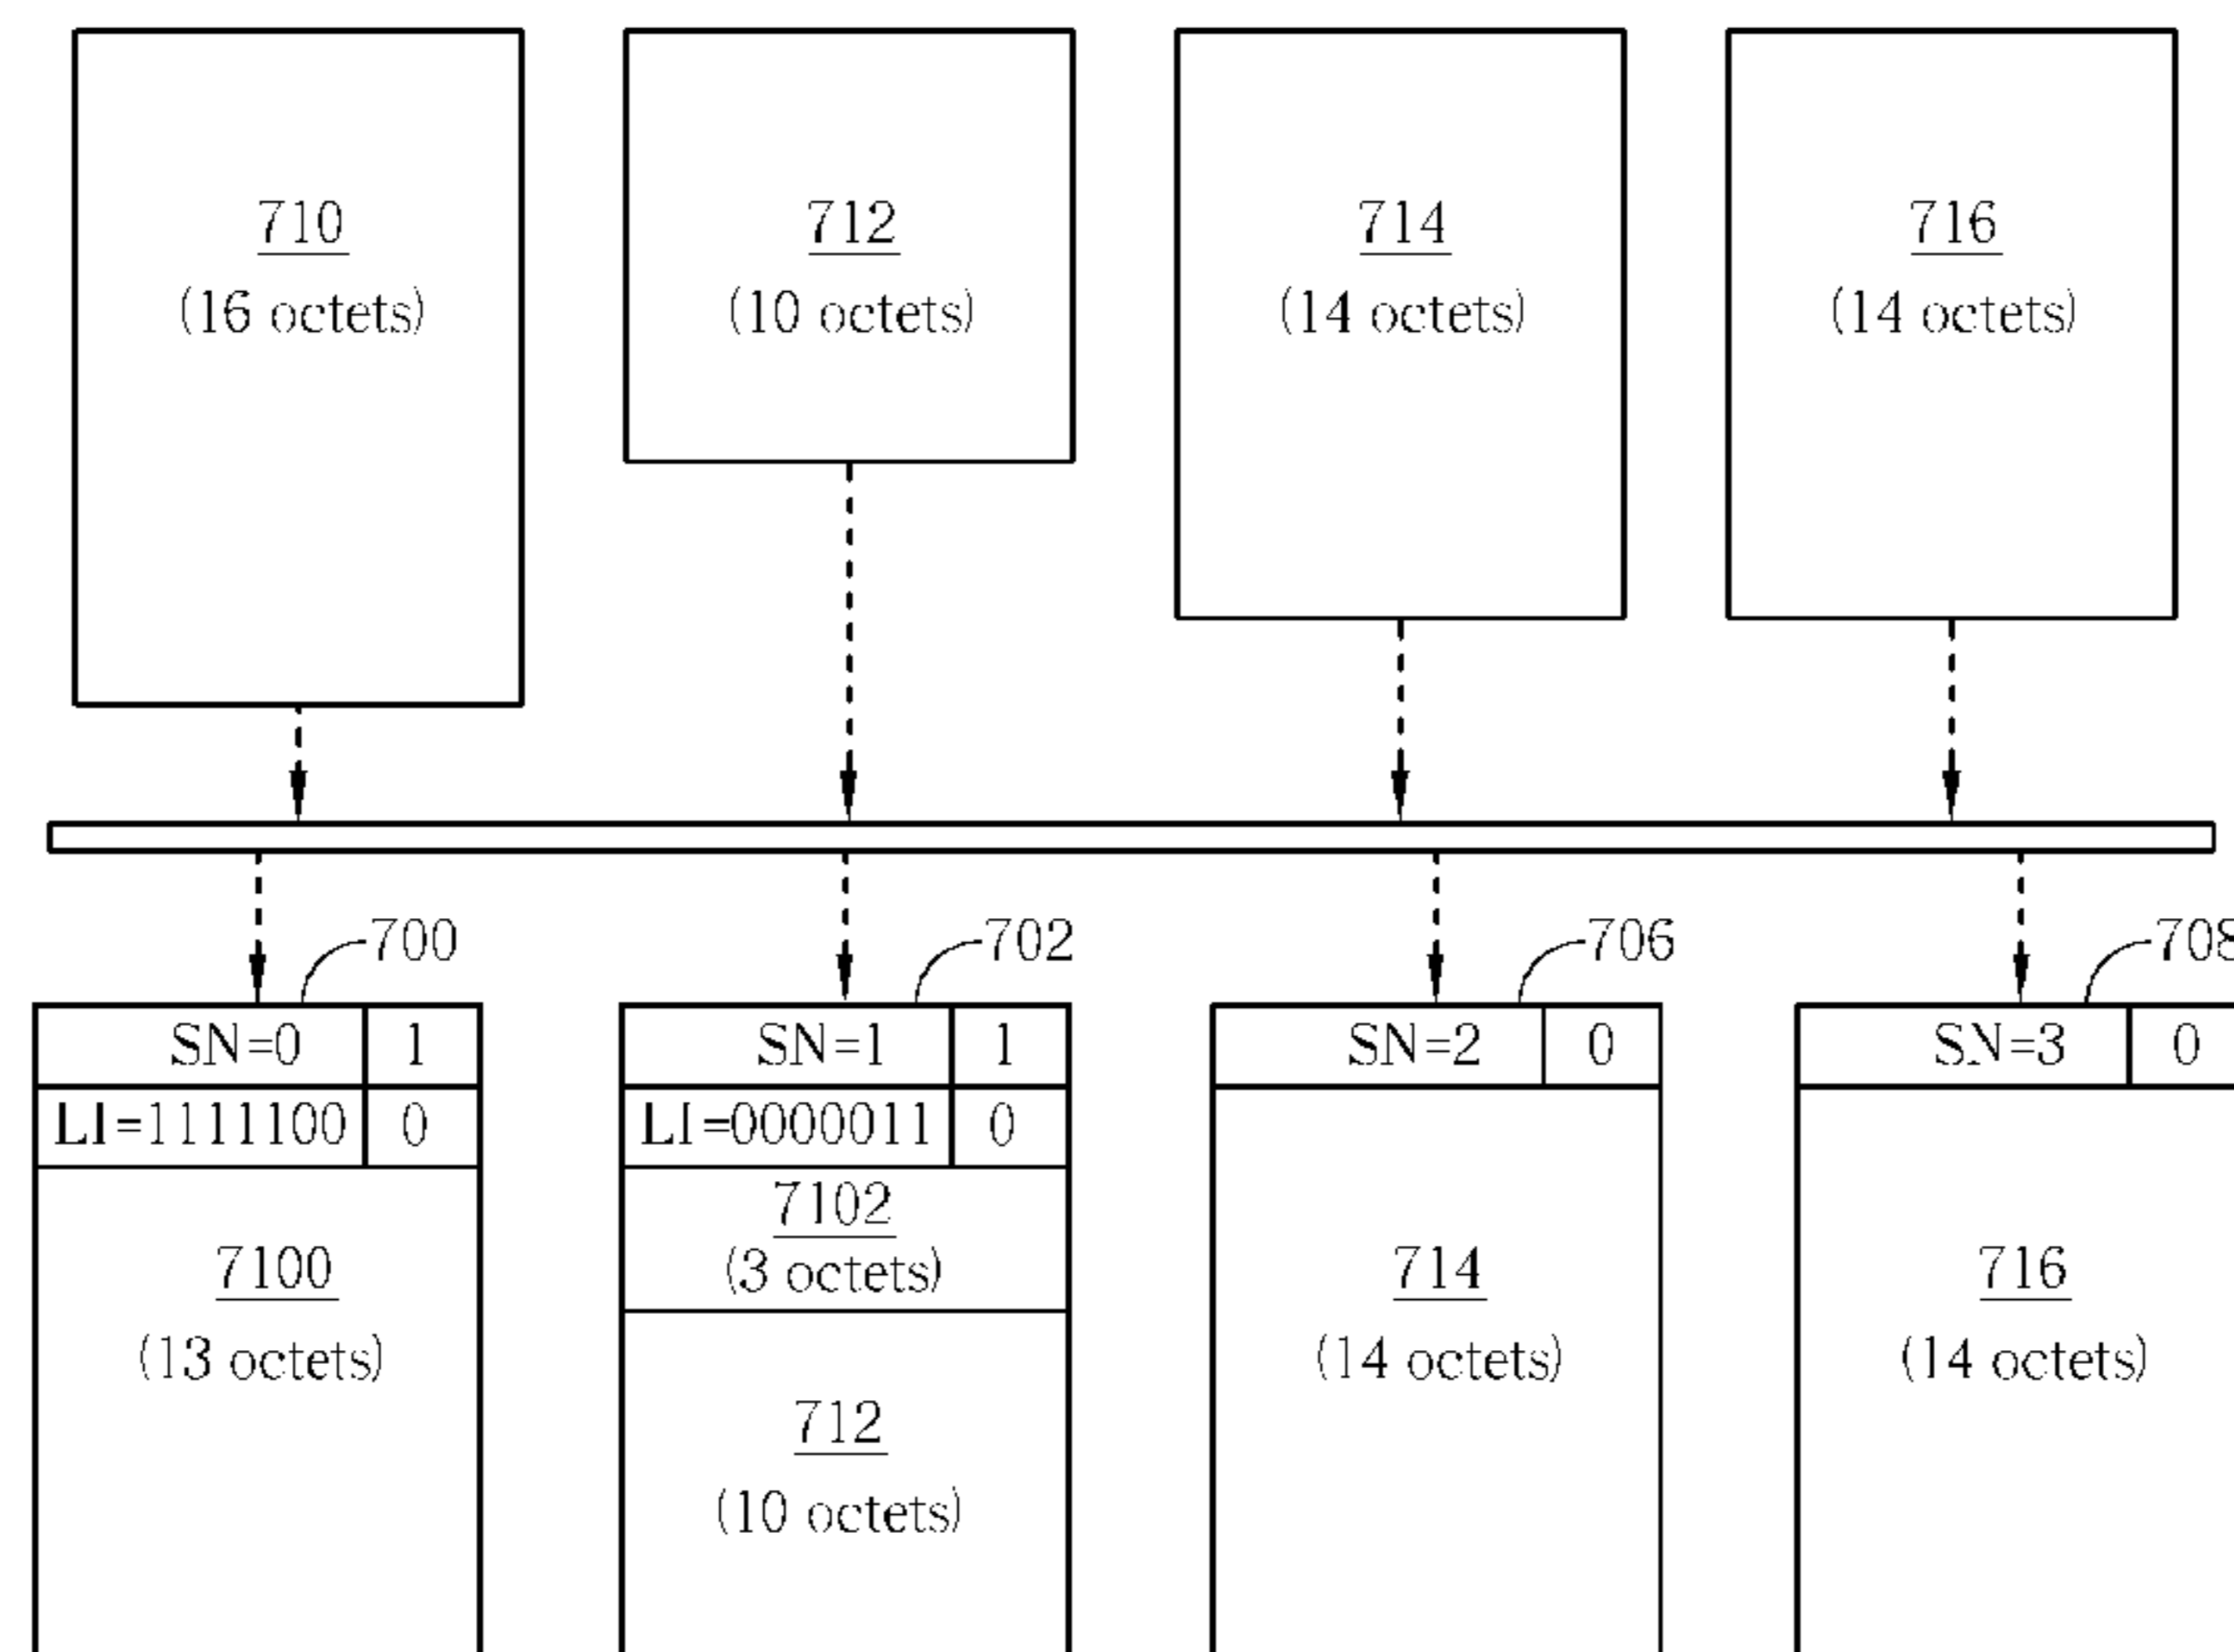 710
(16 octets)
712
(10 octets)
714
(14 octets)
716
(14 octets)
700
702
706
708
SN=0 1
LI=1111100 0
7100
(13 octets)
SN=1 1
LI=0000011 0
7102
(3 octets)
712
(10 octets)
SN=2 0
714
(14 octets)
SN=3 0
716
(14 octets)